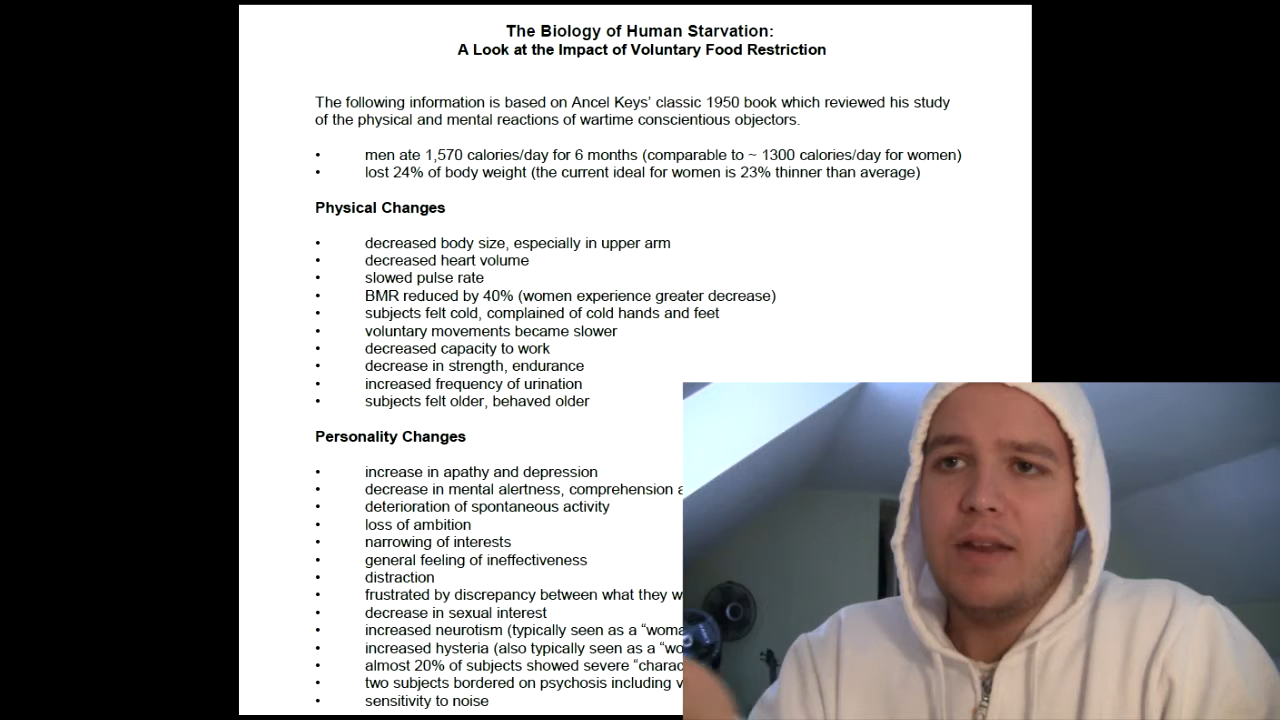 The Biology of Human Starvation:
A Look at the Impact of Voluntary Food Restriction
The following information is based on Ancel Keys’ classic 1950 book which reviewed his study
of the physical and mental reactions of wartime conscientious objectors.
• men ate 1,570 calories/day for 6 months (comparable to ~ 1300 calories/day for women)
• lost 24% of body weight (the current ideal for women is 23% thinner than average)
Physical Changes
• decreased body size, especially in upper arm
• decreased heart volume
• slowed pulse rate
• BMR reduced by 40% (women experience greater decrease)
• subjects felt cold, complained of cold hands and feet
• voluntary movements became slower
• decreased capacity to work
• decrease in strength, endurance
• increased frequency of urination
• subjects felt older, behaved older
Personality Changes
• increase in apathy and depression
• decrease in mental alertness, comprehension
• deterioration of spontaneous activity
• loss of ambition
• narrowing of interests
• general feeling of ineffectiveness
• distraction
• frustrated by discrepancy between what they
• decrease in sexual interest
• increased neurotism (typically seen as a
• increased hysteria (also typically seen as a
• almost 20% of subjects showed severe
• two subjects bordered on psychosis including
• sensitivity to noise